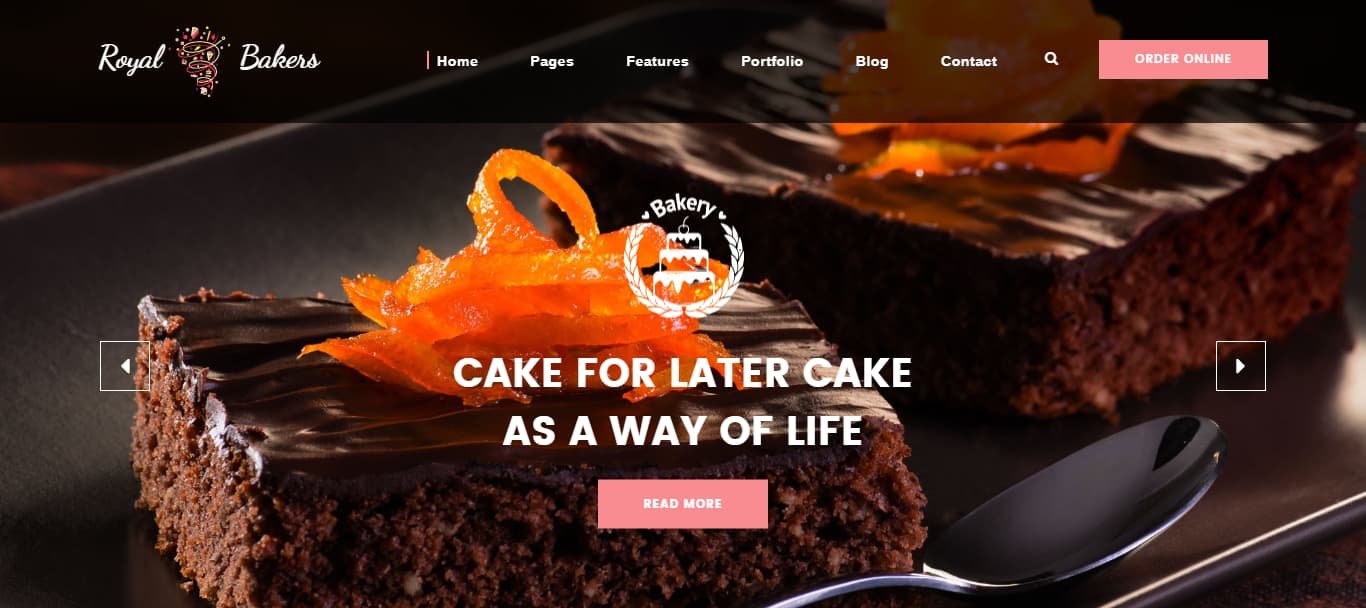 Royal Bakers
Home Pages Features Portfolio Blog Contact ORDER ONLINE
Bakery
CAKE FOR LATER CAKE
AS A WAY OF LIFE
READ MORE